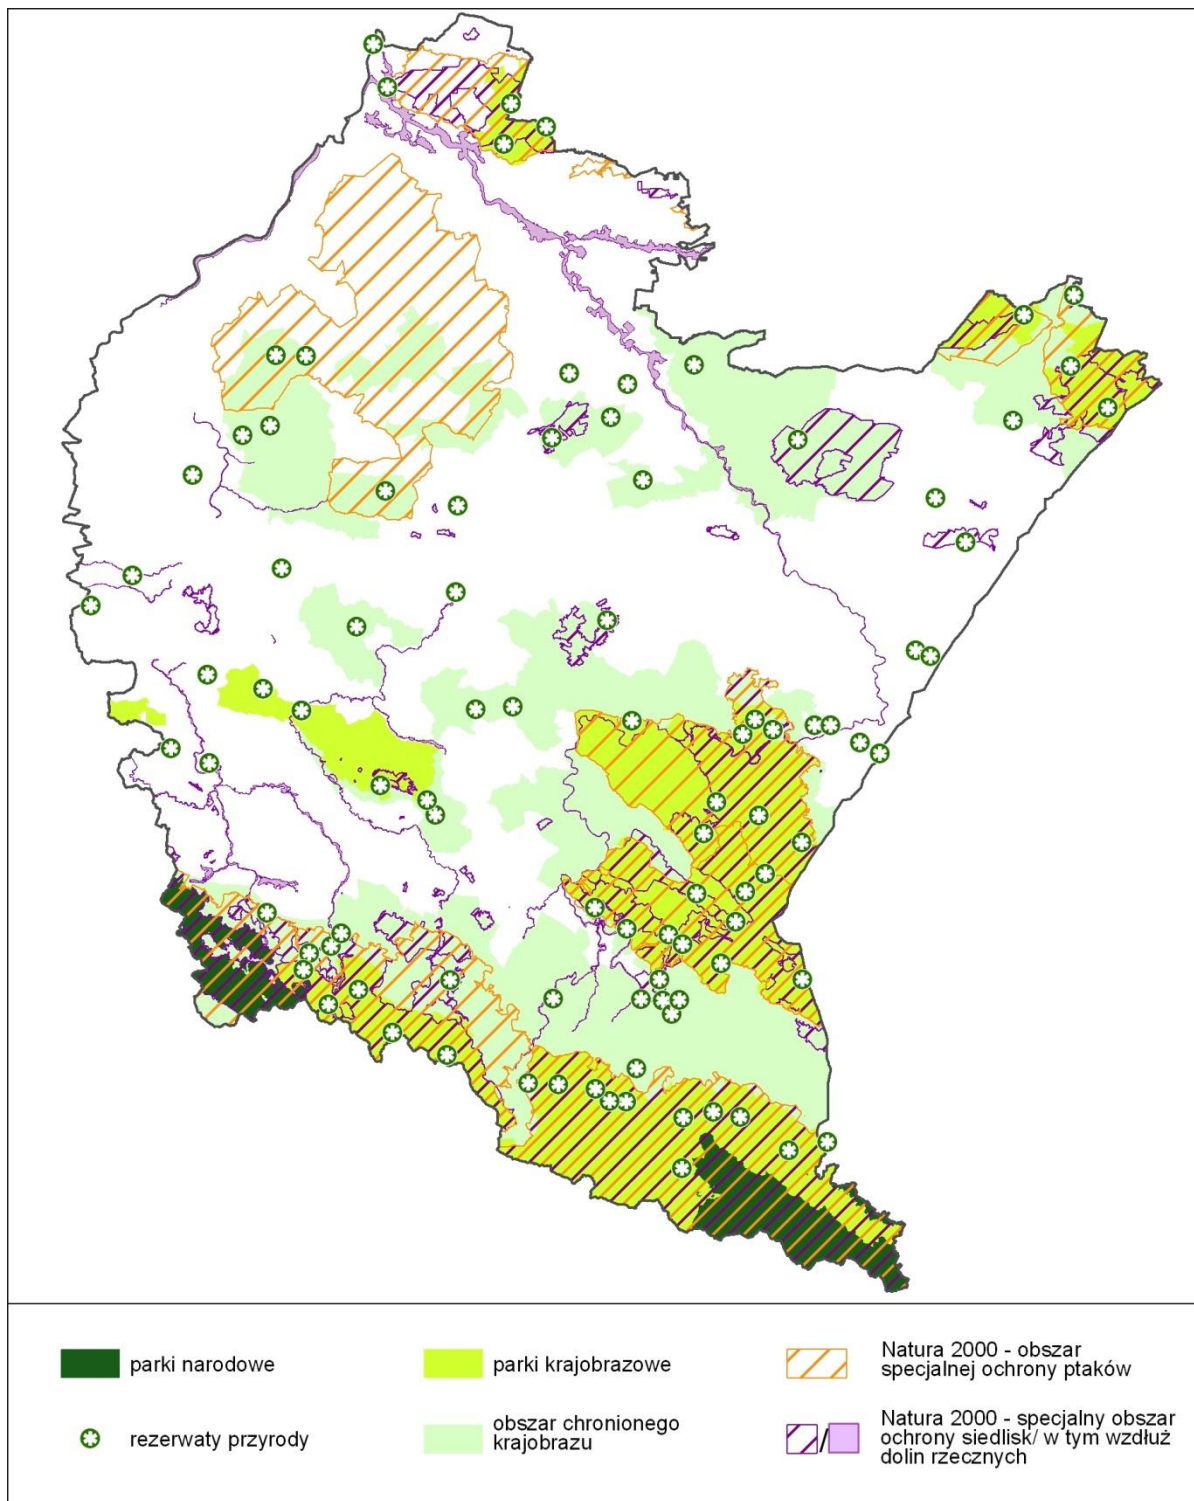 parki narodowe
parki krajobrazowe
Natura 2000 - obszar
specjalnej ochrony ptaków
rezerwaty przyrody
obszar chronionego
krajobrazu
Natura 2000 - specjalny obszar
ochrony siedlisk/ w tym wzdłuż
dolin rzecznych
/